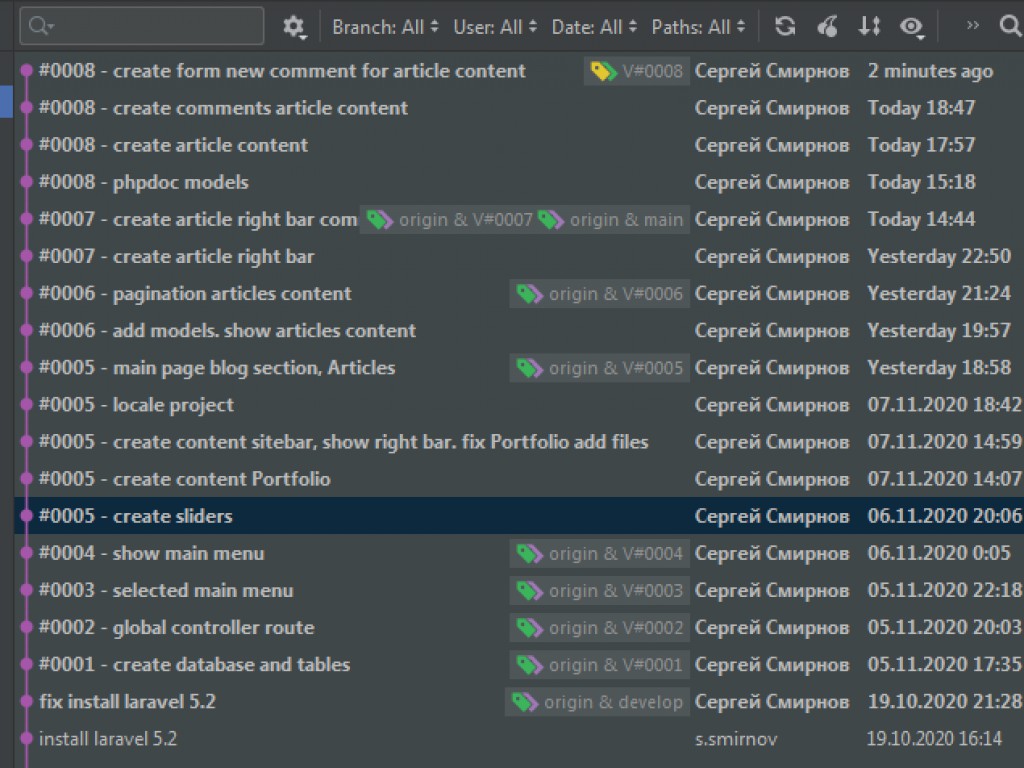 Branch: All User: All Date: All Paths: All »
#0008 - create form new comment for article content V#0008 Сергей Смирнов 2 minutes ago
#0008 - create comments article content Сергей Смирнов Today 18:47
#0008 - create article content Сергей Смирнов Today 17:57
#0008 - phpdoc models Сергей Смирнов Today 15:18
#0007 - create article right bar com origin & V#0007 origin & main Сергей Смирнов Today 14:44
#0007 - create article right bar Сергей Смирнов Yesterday 22:50
#0006 - pagination articles content origin & V#0006 Сергей Смирнов Yesterday 21:24
#0006 - add models. show articles content Сергей Смирнов Yesterday 19:57
#0005 - main page blog section, Articles origin & V#0005 Сергей Смирнов Yesterday 18:58
#0005 - locale project Сергей Смирнов 07.11.2020 18:42
#0005 - create content sitebar, show right bar. fix Portfolio add files Сергей Смирнов 07.11.2020 14:59
#0005 - create content Portfolio Сергей Смирнов 07.11.2020 14:07
#0005 - create sliders Сергей Смирнов 06.11.2020 20:06
#0004 - show main menu origin & V#0004 Сергей Смирнов 06.11.2020 0:05
#0003 - selected main menu origin & V#0003 Сергей Смирнов 05.11.2020 22:18
#0002 - global controller route origin & V#0002 Сергей Смирнов 05.11.2020 20:03
#0001 - create database and tables origin & V#0001 Сергей Смирнов 05.11.2020 17:35
fix install laravel 5.2 origin & develop Сергей Смирнов 19.10.2020 21:28
install laravel 5.2 s.smirnov 19.10.2020 16:14